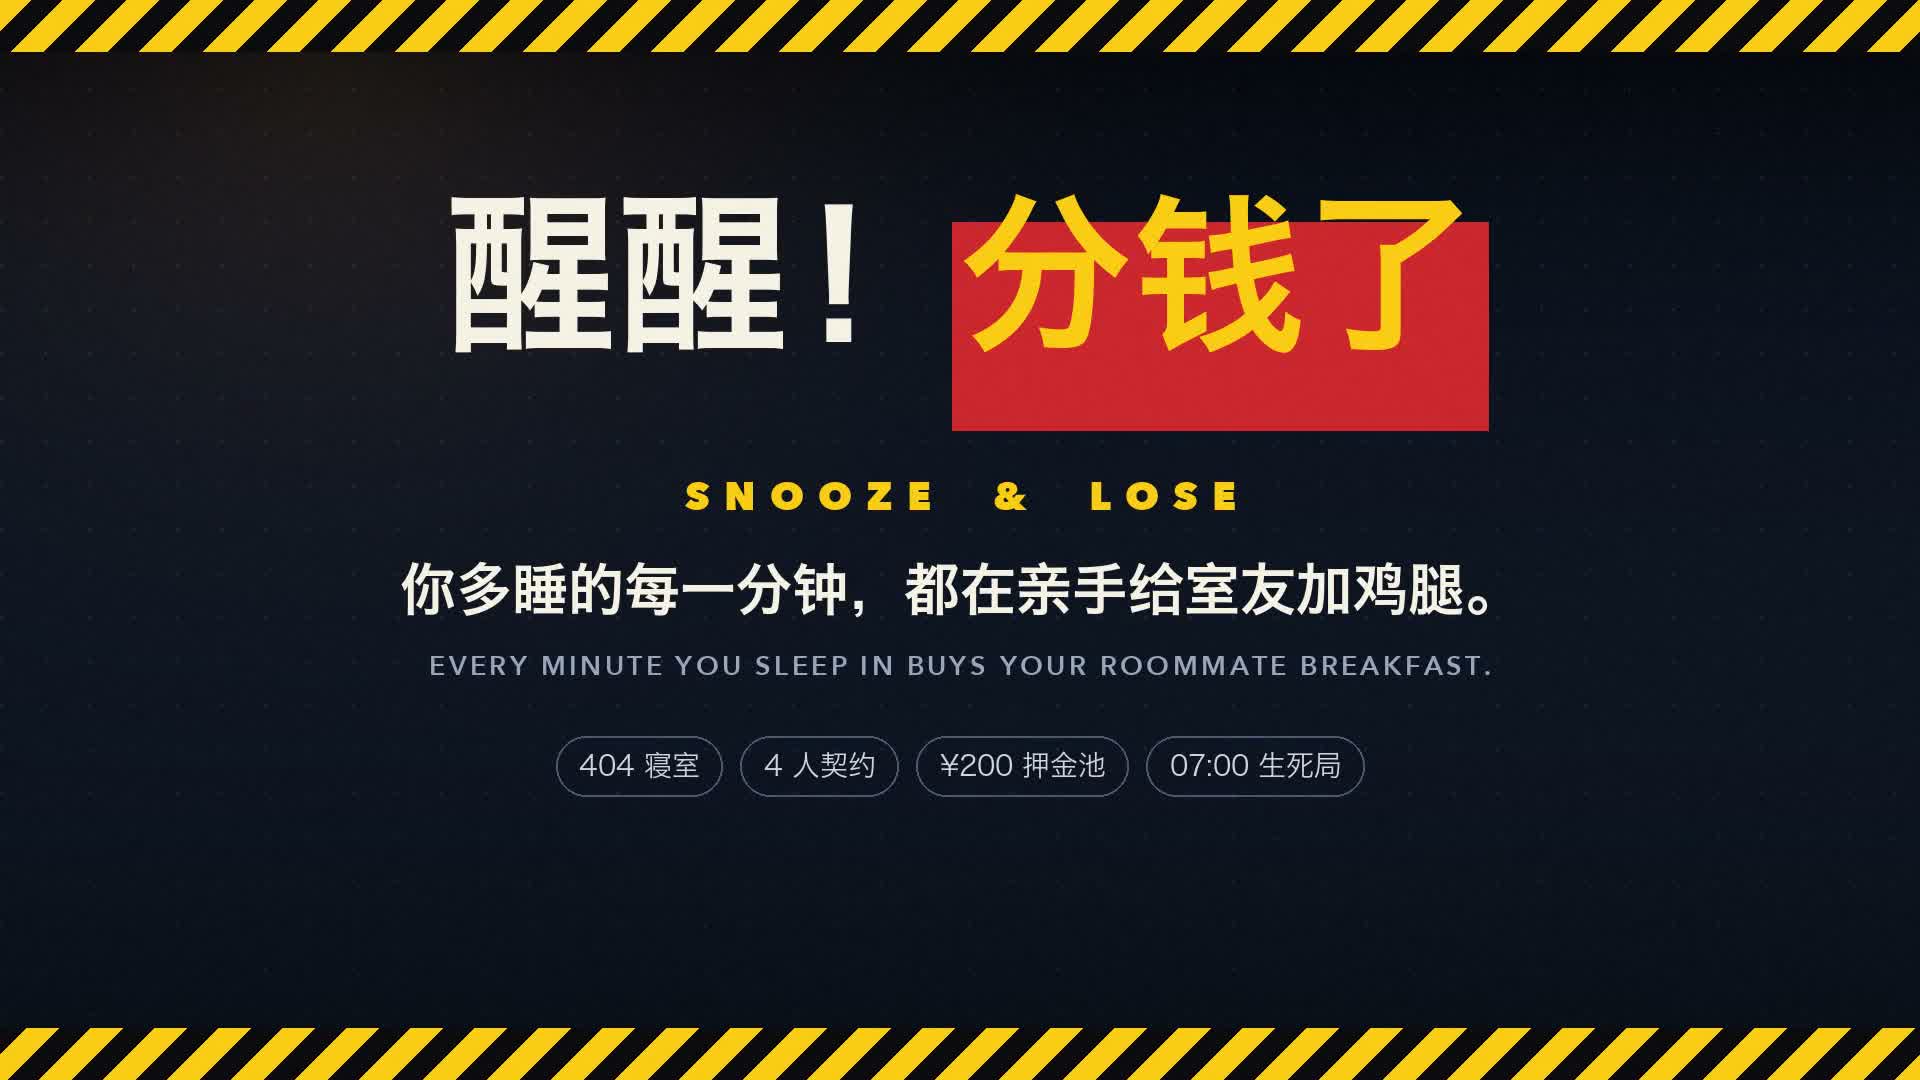 醒醒！ 分钱了
SNOOZE & LOSE
你多睡的每一分钟，都在亲手给室友加鸡腿。
EVERY MINUTE YOU SLEEP IN BUYS YOUR ROOMMATE BREAKFAST.
404 寝室 4 人契约 ¥200 押金池 07:00 生死局